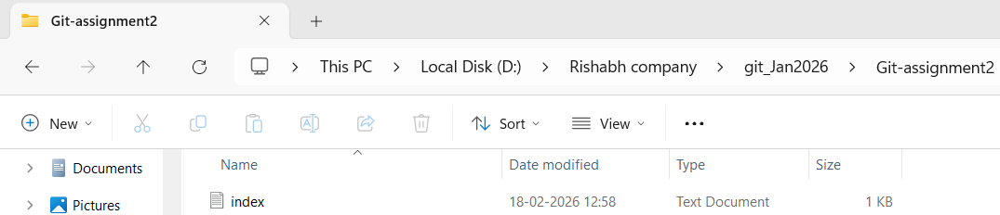 Git-assignment2
This PC > Local Disk (D:) > Rishabh company > git_Jan2026 > Git-assignment2
New Sort View
Documents
Pictures
Name Date modified Type Size
index 18-02-2026 12:58 Text Document 1 KB